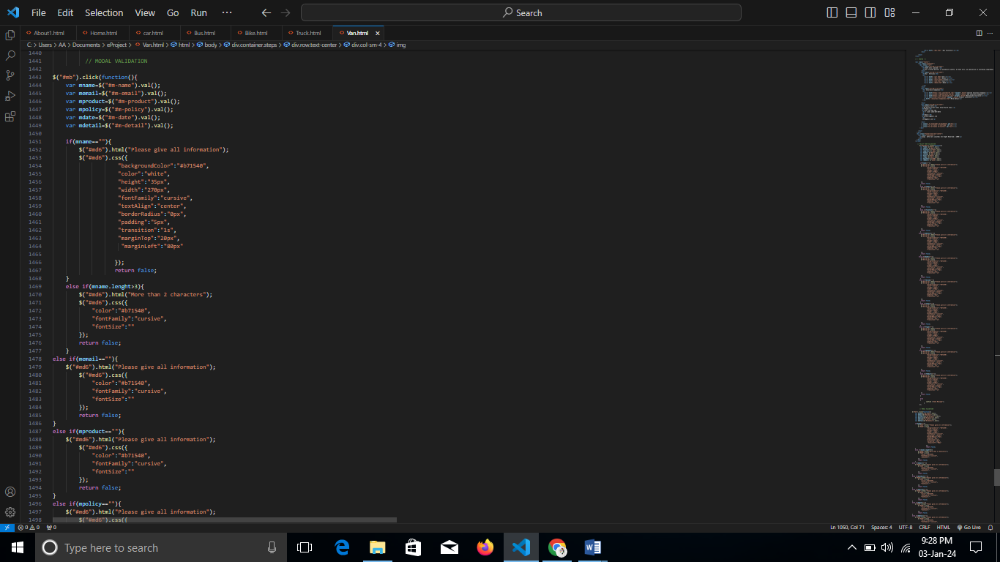 File Edit Selection View Go Run ··· Search
About1.html Home.html car.html Bus.html Bike.html Truck.html Van.html
C: > Users > AA > Documents > eProject > Van.html > html > body > div.container.steps > div.row.text-center > div.col-sm-4 > img
1440
1441 // MODAL VALIDATION
1442
1443 $("#mb").click(function(){
1444 var mname=$("#m-name").val();
1445 var memail=$("#m-email").val();
1446 var mproduct=$("#m-product").val();
1447 var mpolicy=$("#m-policy").val();
1448 var mdate=$("#m-date").val();
1449 var mdetail=$("#m-detail").val();
1450
1451 if(mname==""){
1452 $("#md6").html("Please give all information");
1453 $("#md6").css({
1454 "backgroundColor":"#b71540",
1455 "color":"white",
1456 "height":"35px",
1457 "width":"270px",
1458 "fontFamily":"cursive",
1459 "textAlign":"center",
1460 "borderRadius":"0px",
1461 "padding":"5px",
1462 "transition":"1s",
1463 "marginTop":"20px",
1464 "marginLeft":"80px"
1465
1466 });
1467 return false;
1468 }
1469 else if(mname.lenght>3){
1470 $("#md6").html("More than 2 characters");
1471 $("#md6").css({
1472 "color":"#b71540",
1473 "fontFamily":"cursive",
1474 "fontSize":""
1475 });
1476 return false;
1477 }
1478 else if(memail==""){
1479 $("#md6").html("Please give all information");
1480 $("#md6").css({
1481 "color":"#b71540",
1482 "fontFamily":"cursive",
1483 "fontSize":""
1484 });
1485 return false;
1486 }
1487 else if(mproduct==""){
1488 $("#md6").html("Please give all information");
1489 $("#md6").css({
1490 "color":"#b71540",
1491 "fontFamily":"cursive",
1492 "fontSize":""
1493 });
1494 return false;
1495 }
1496 else if(mpolicy==""){
1497 $("#md6").html("Please give all information");
1498 $("#md6").css({
0 0 0 Ln 1050, Col 71 Spaces: 4 UTF-8 CRLF HTML Go Live
Type here to search
9:28 PM
03-Jan-24